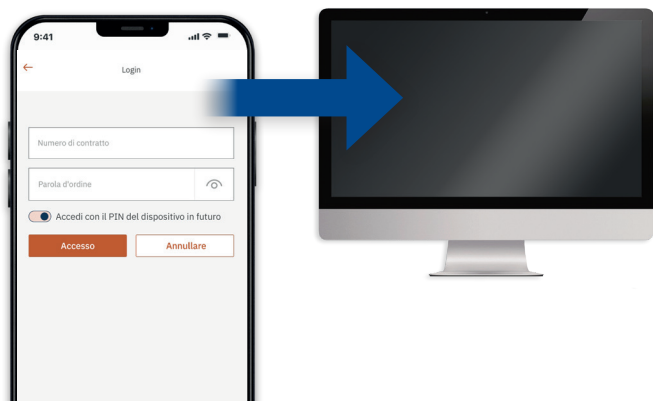 9:41
Login
Numero di contratto
Parola d'ordine
Accedi con il PIN del dispositivo in futuro
Accesso Annullare